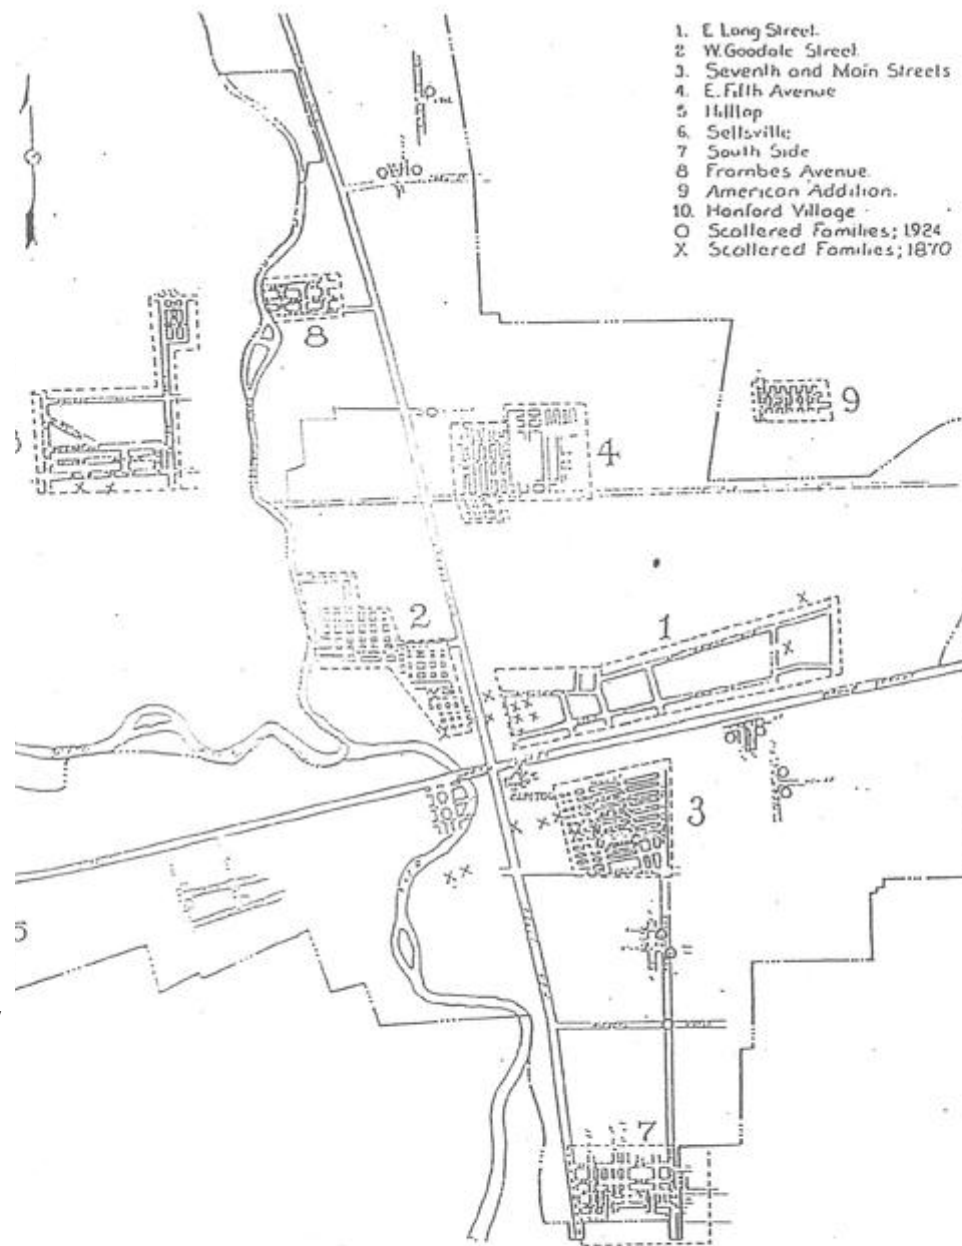 1. E Long Street.
2 W. Goodale Street.
3. Seventh and Main Streets
4. E. Fifth Avenue
5 Hilltop
6. Sellsville
7 South Side
8 Frambes Avenue.
9 American Addition.
10. Hanford Village
O Scattered Families; 1924
X Scattered Families; 1870
8
9
4
2
1
3
5
7